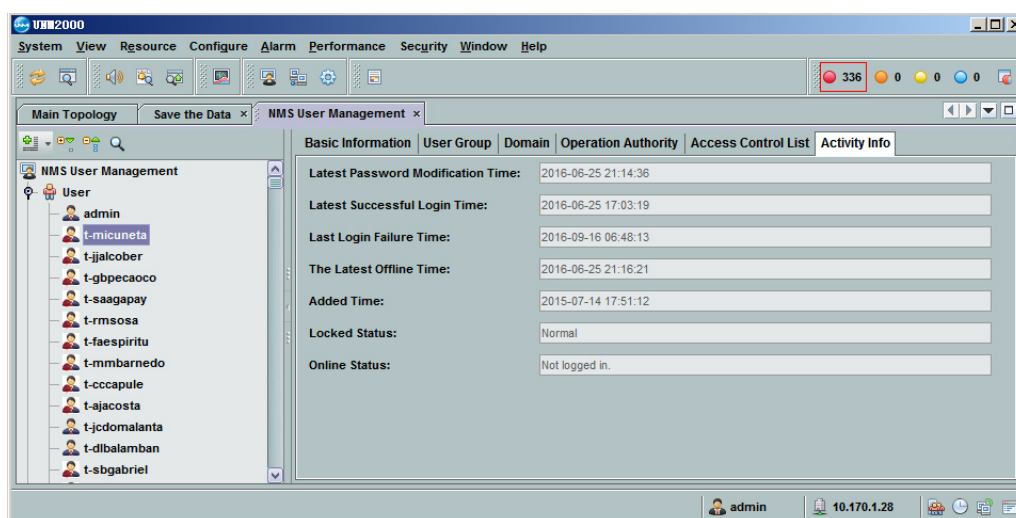 UNM2000
System View Resource Configure Alarm Performance Security Window Help
336 0 0 0
Main Topology Save the Data × NMS User Management ×
Basic Information User Group Domain Operation Authority Access Control List Activity Info
NMS User Management
User
admin
t-micuneta
t-jjalcober
t-gbpecaoco
t-saagapay
t-rmsosa
t-faespiritu
t-mmbarnedo
t-cccapule
t-ajacosta
t-jcdomalanta
t-dlbalamban
t-sbgabriel
Latest Password Modification Time: 2016-06-25 21:14:36
Latest Successful Login Time: 2016-06-25 17:03:19
Last Login Failure Time: 2016-09-16 06:48:13
The Latest Offline Time: 2016-06-25 21:16:21
Added Time: 2015-07-14 17:51:12
Locked Status: Normal
Online Status: Not logged in.
admin 10.170.1.28